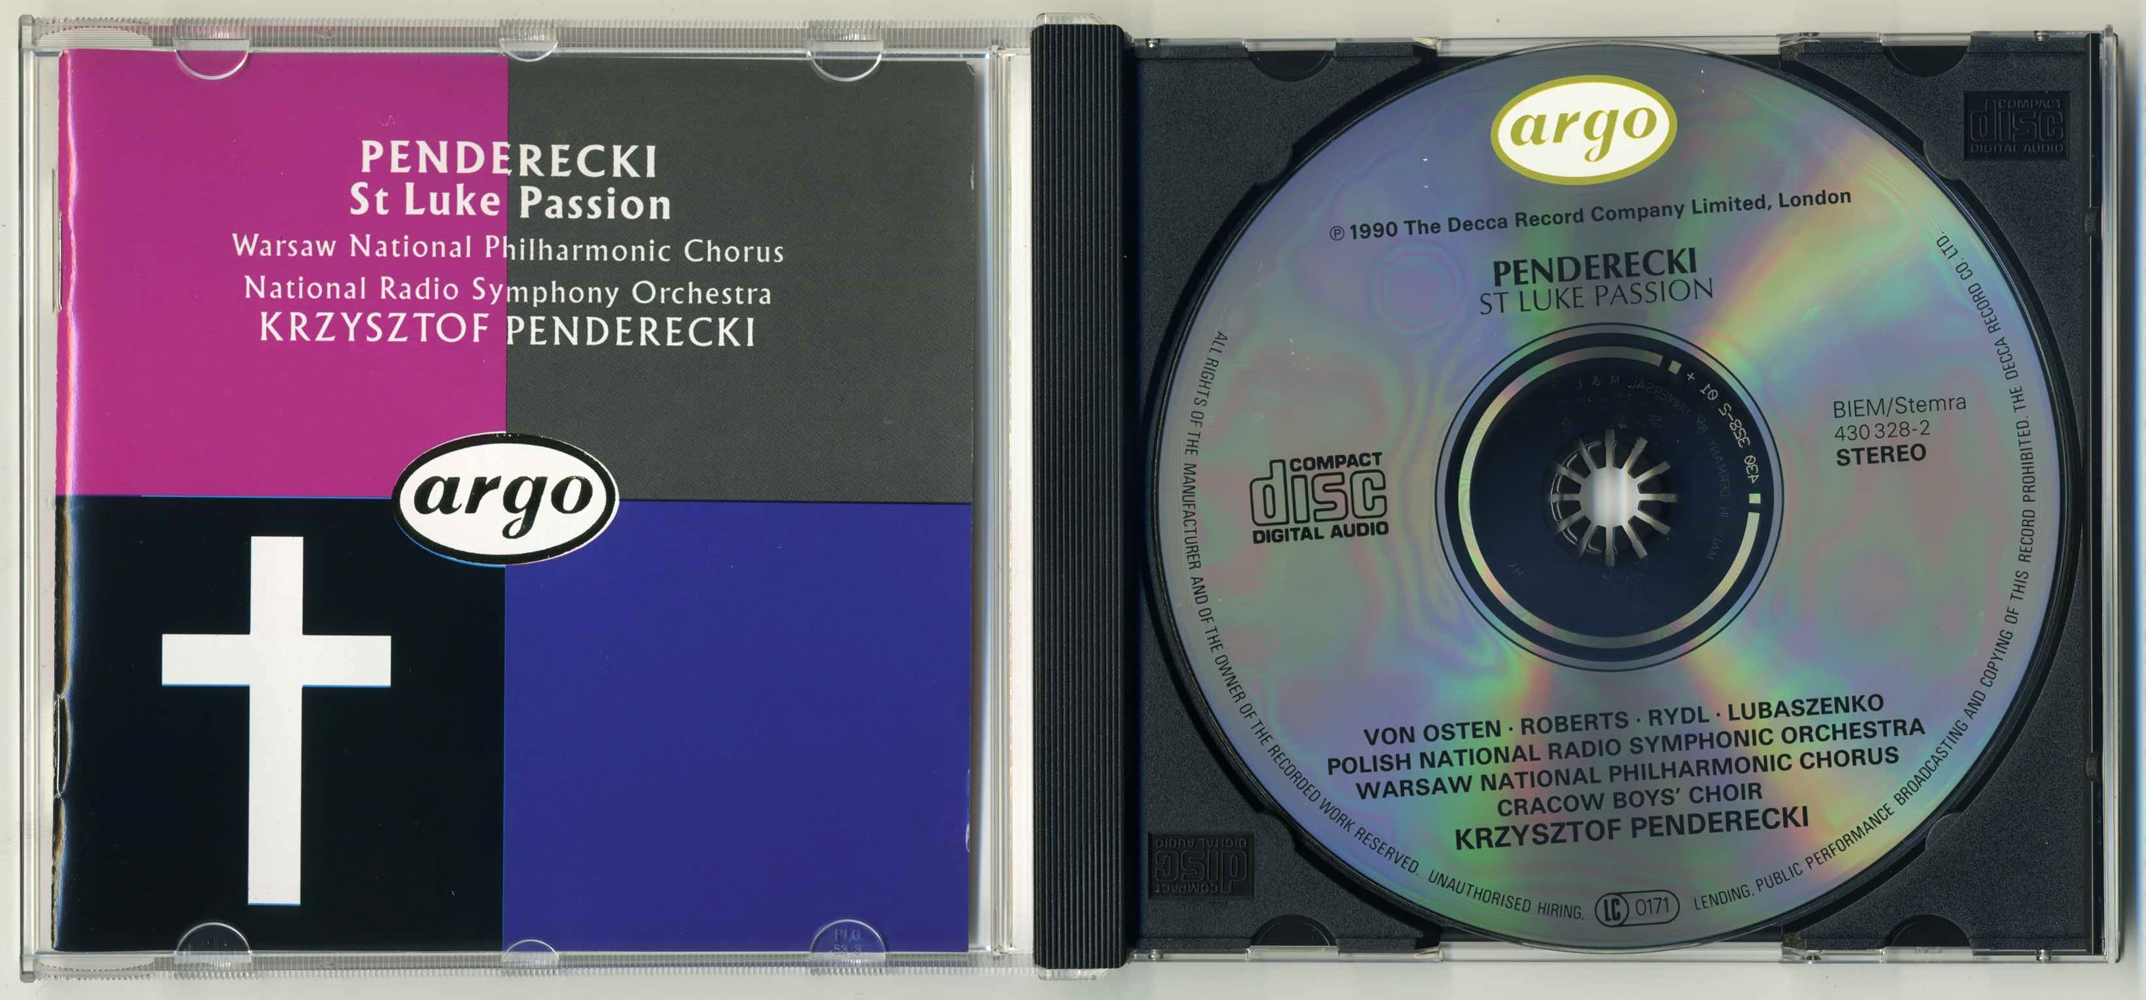 PENDERECKI
St Luke Passion
Warsaw National Philharmonic Chorus
National Radio Symphony Orchestra
KRZYSZTOF PENDERECKI
argo
argo
℗ 1990 The Decca Record Company Limited, London
PENDERECKI
ST LUKE PASSION
BIEM/Stemra
430 328-2
STEREO
COMPACT
disc
DIGITAL AUDIO
VON OSTEN · ROBERTS · RYDL · LUBASZENKO
POLISH NATIONAL RADIO SYMPHONIC ORCHESTRA
WARSAW NATIONAL PHILHARMONIC CHORUS
CRACOW BOYS' CHOIR
KRZYSZTOF PENDERECKI
ALL RIGHTS OF THE MANUFACTURER AND OF THE OWNER OF THE RECORDED WORK RESERVED. UNAUTHORISED HIRING, LENDING, PUBLIC PERFORMANCE BROADCASTING AND COPYING OF THIS RECORD PROHIBITED. THE DECCA RECORD CO. LTD.
LC 0171
COMPACT
disc
DIGITAL AUDIO
COMPACT
disc
DIGITAL AUDIO